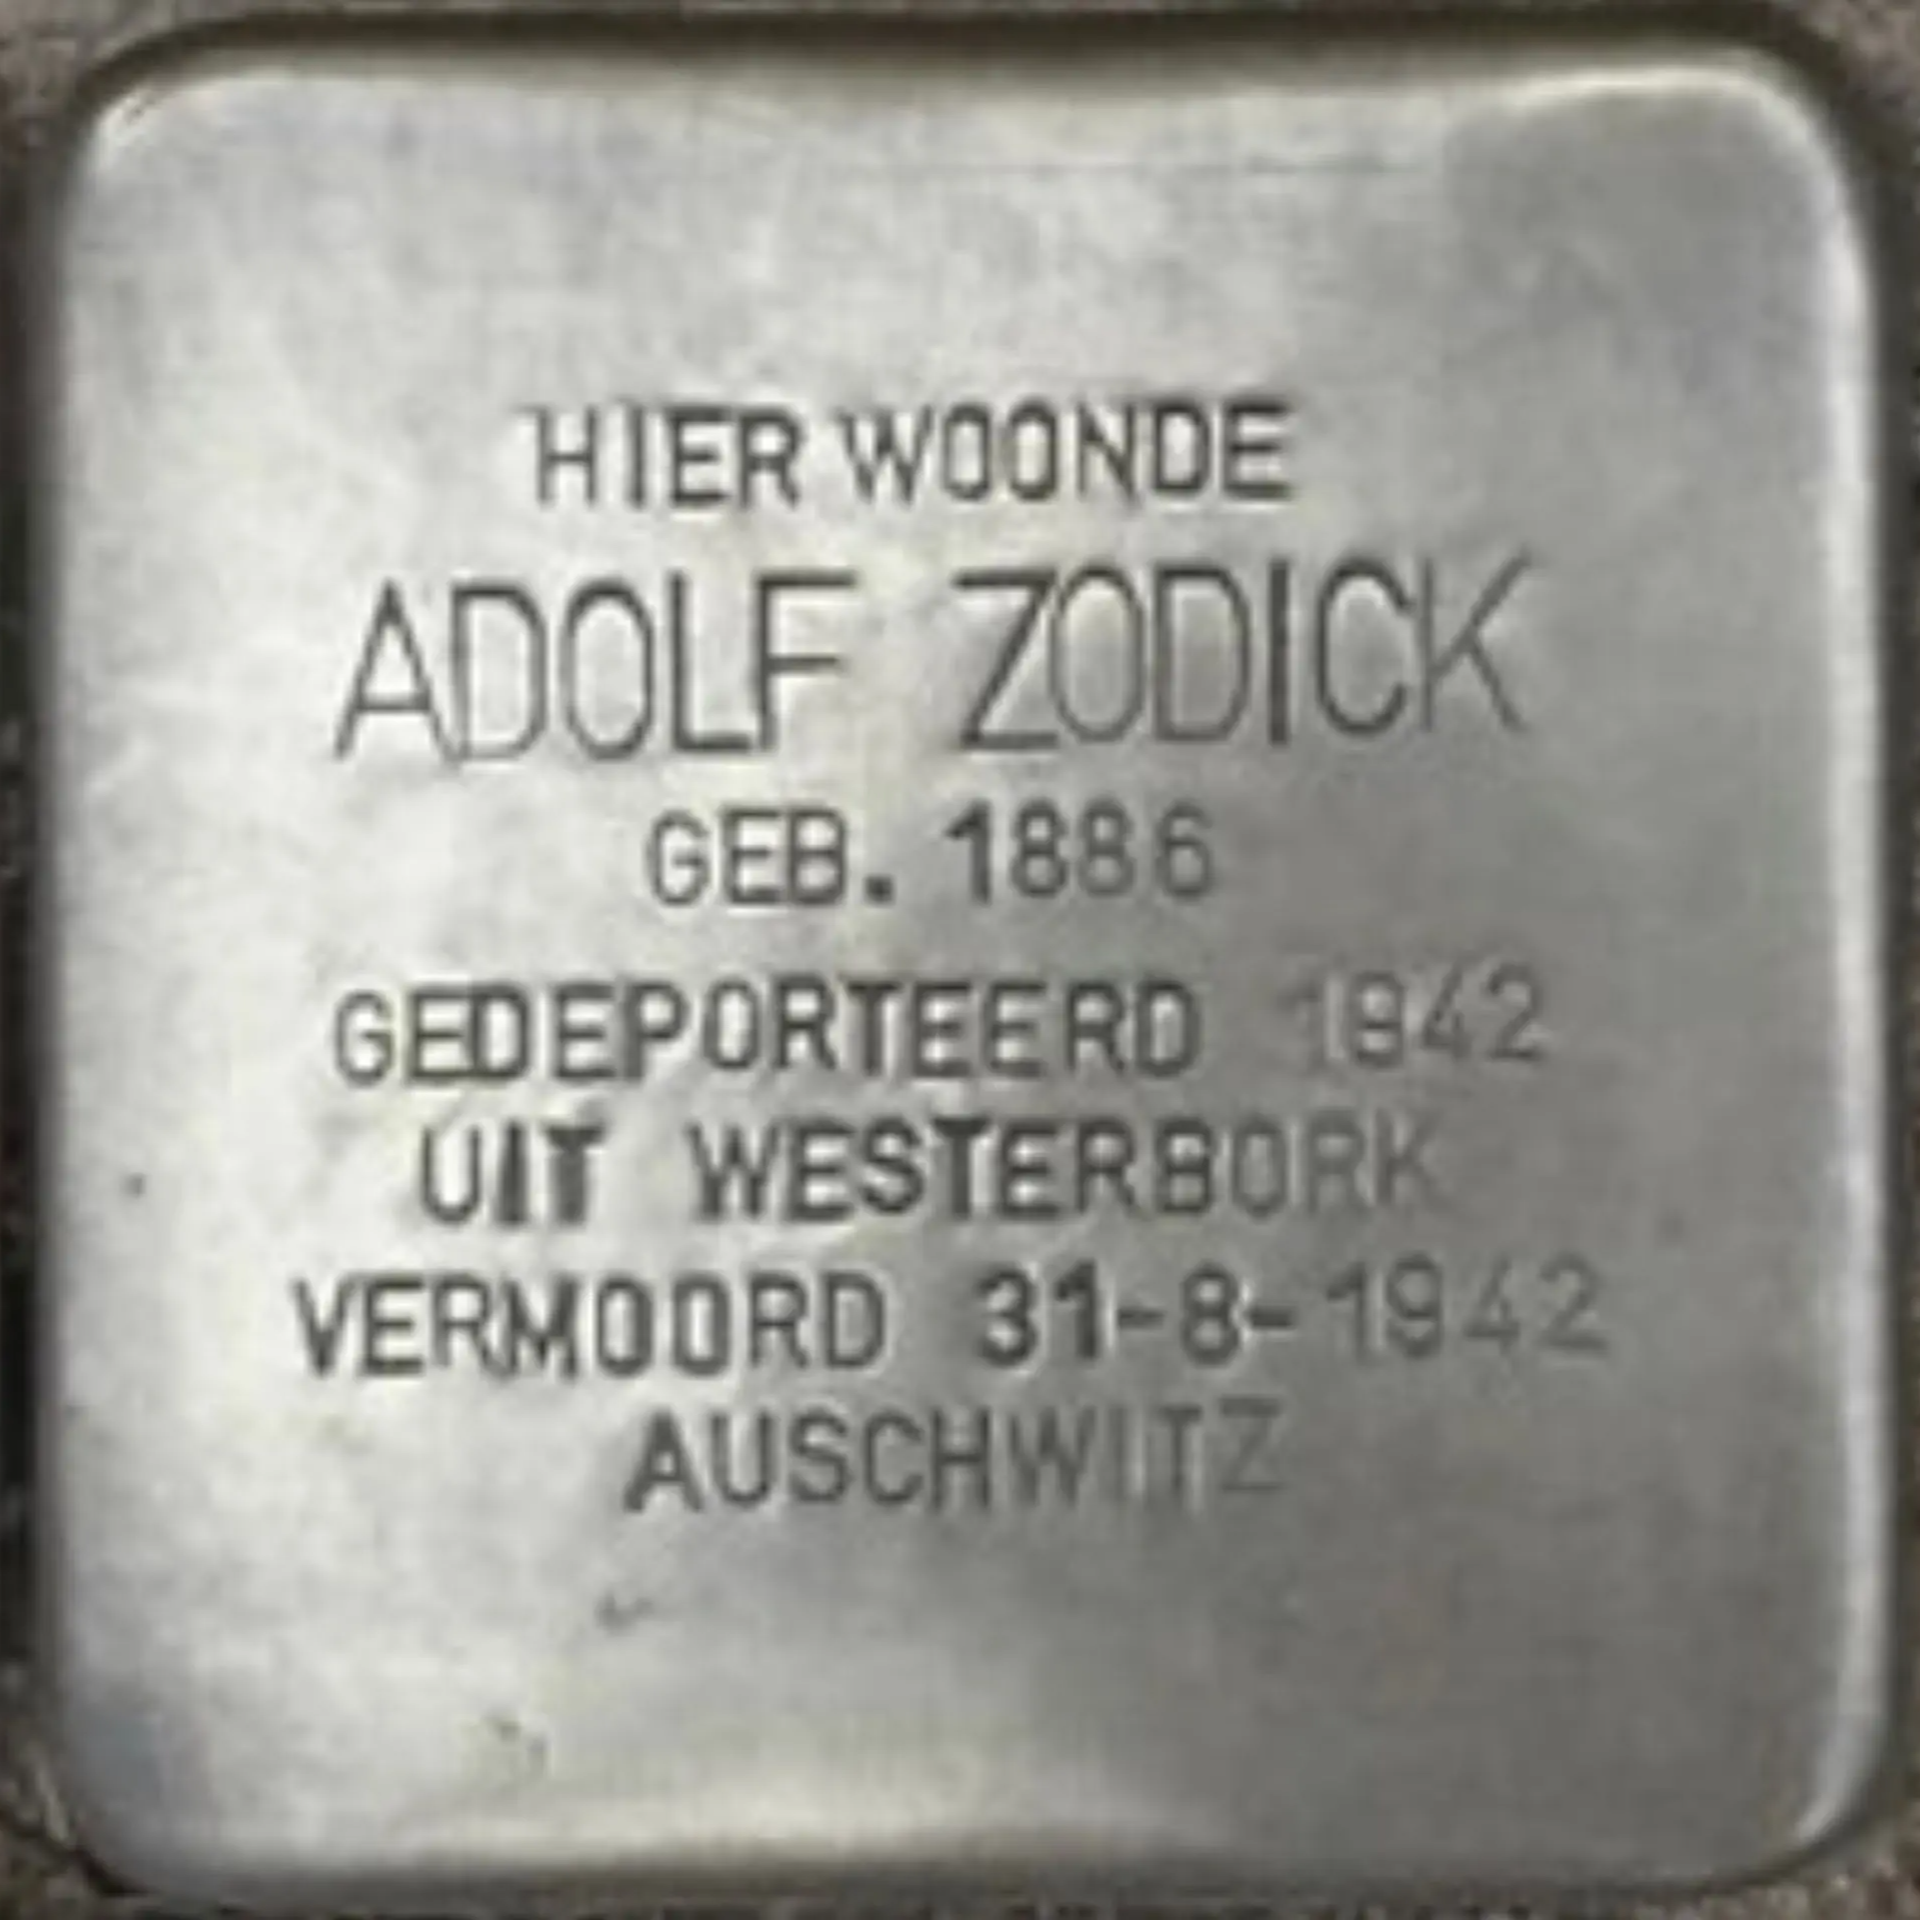 HIER WOONDE
ADOLF ZODICK
GEB. 1886
GEDEPORTEERD 1942
UIT WESTERBORK
VERMOORD 31-8-1942
AUSCHWITZ